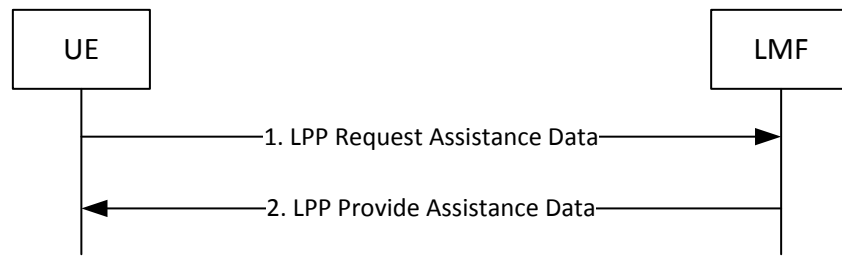 UE
LMF
1. LPP Request Assistance Data
2. LPP Provide Assistance Data